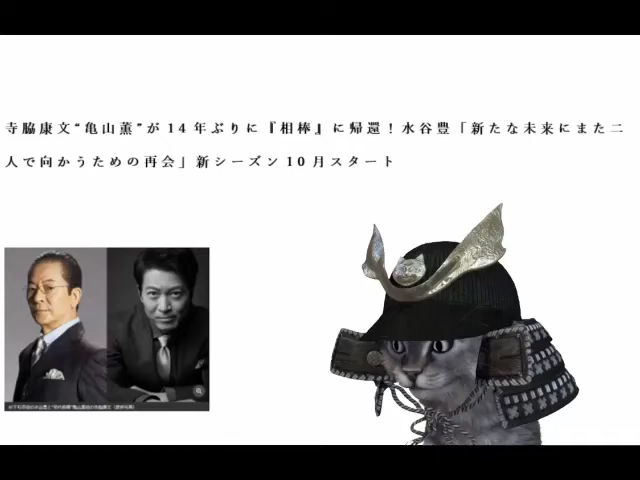 寺脇康文“亀山薫”が14年ぶりに『相棒』に帰還！水谷豊「新たな未来にまた二
人で向かうための再会」新シーズン10月スタート